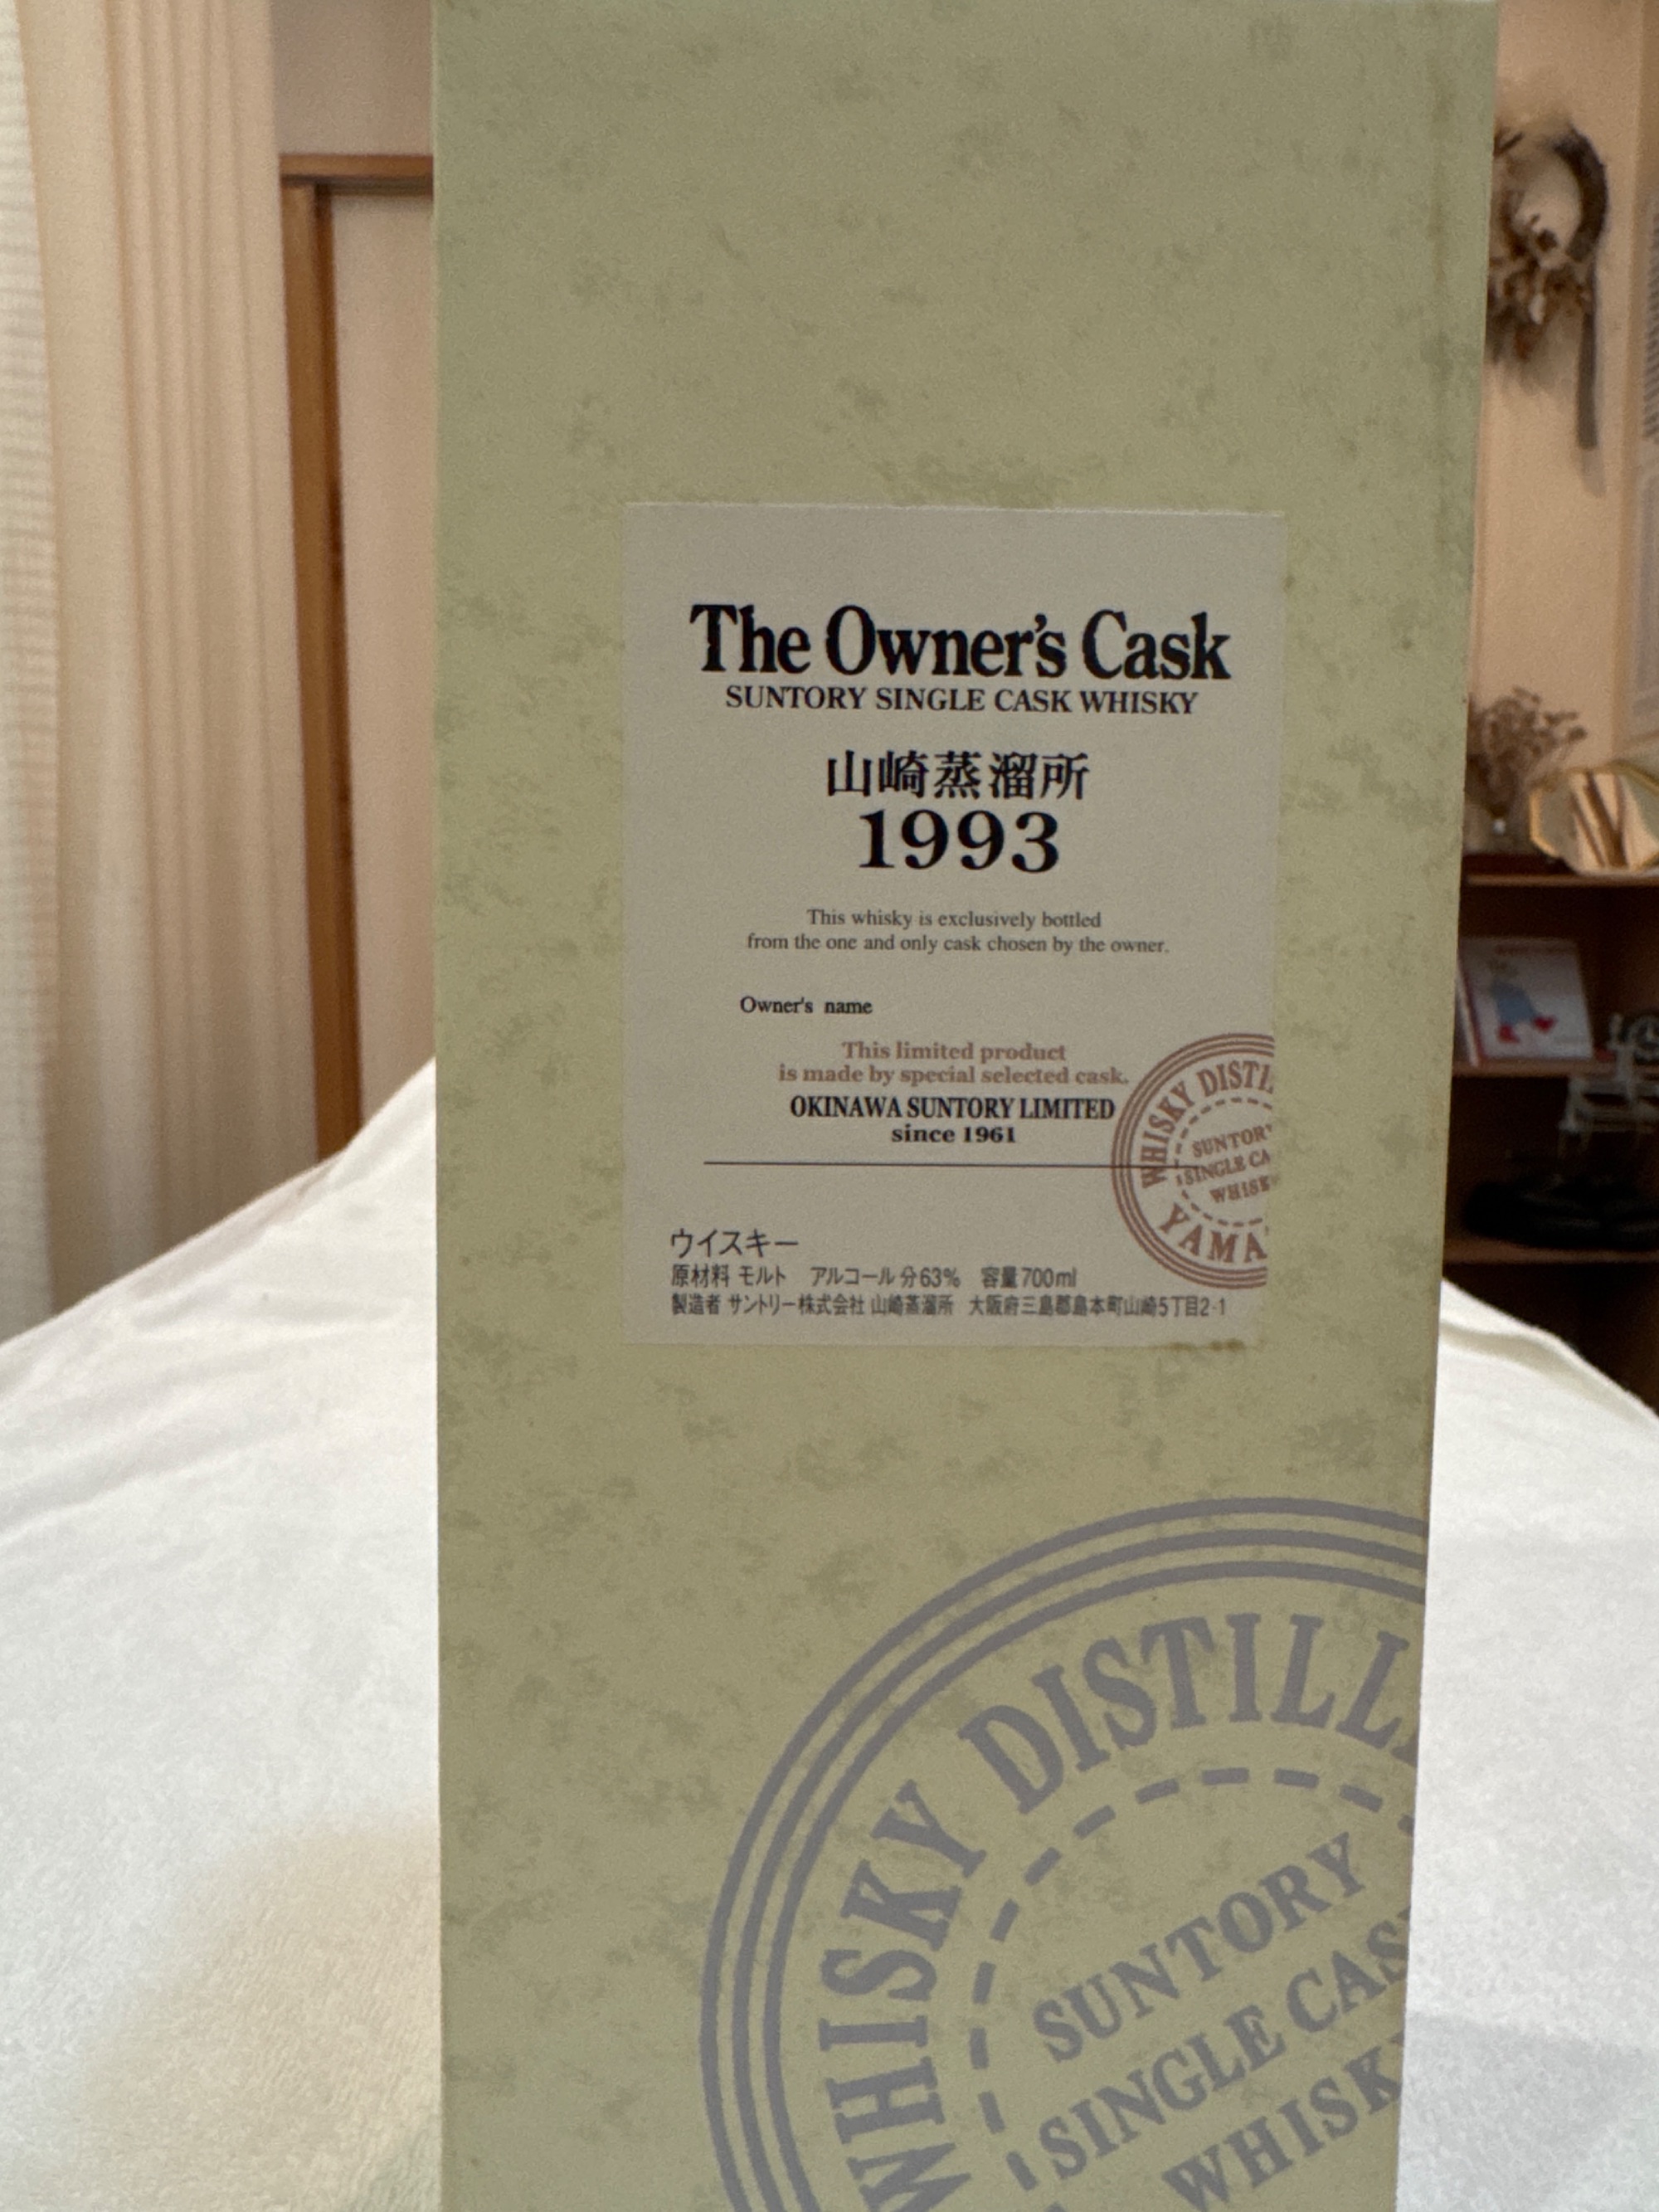 The Owner's Cask
SUNTORY SINGLE CASK WHISKY
山崎蒸溜所
1993
This whisky is exclusively bottled
from the one and only cask chosen by the owner.
Owner's name
This limited product
is made by special selected cask.
OKINAWA SUNTORY LIMITED
since 1961
WHISKY DISTIL
SUNTORY
SINGLE CA
WHISK
YAMA
ウイスキー
原材料 モルト アルコール分63% 容量700ml
製造者 サントリー株式会社 山崎蒸溜所 大阪府三島郡島本町山崎5丁目2-1
WHISKY DISTILL
SUNTORY
SINGLE CAS
WHISK